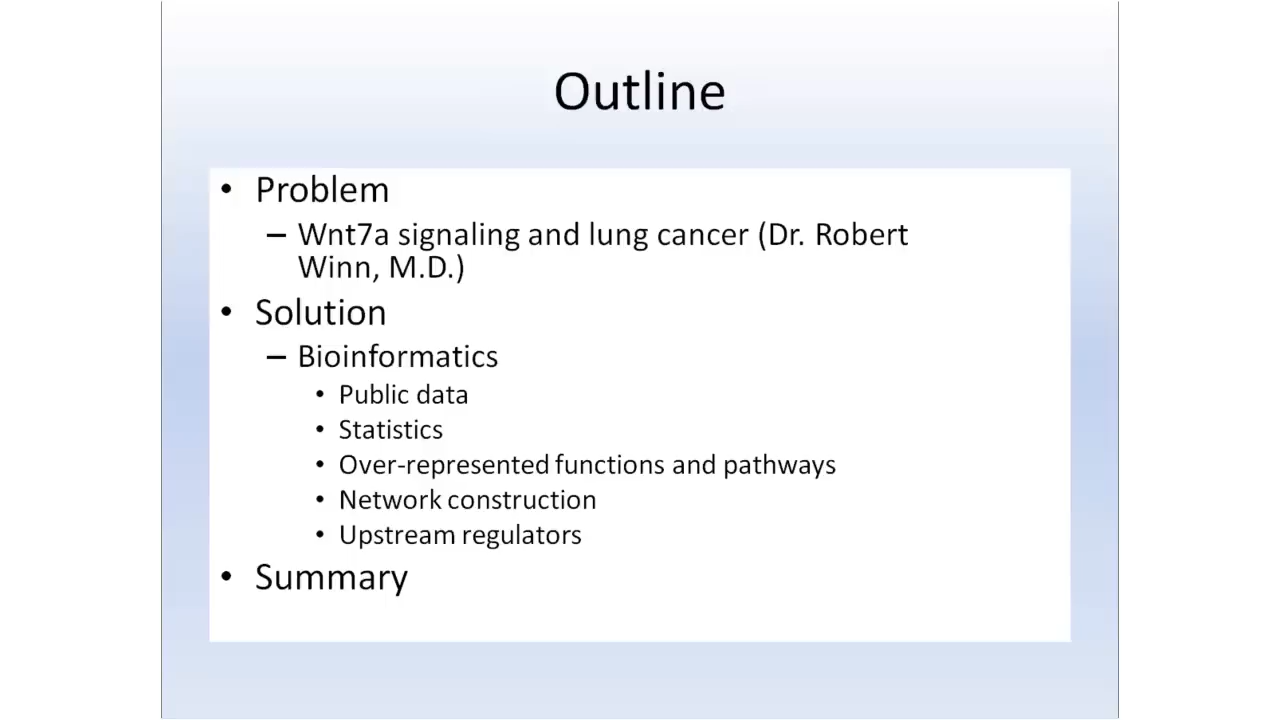 Outline
• Problem
– Wnt7a signaling and lung cancer (Dr. Robert
Winn, M.D.)
• Solution
– Bioinformatics
• Public data
• Statistics
• Over-represented functions and pathways
• Network construction
• Upstream regulators
• Summary